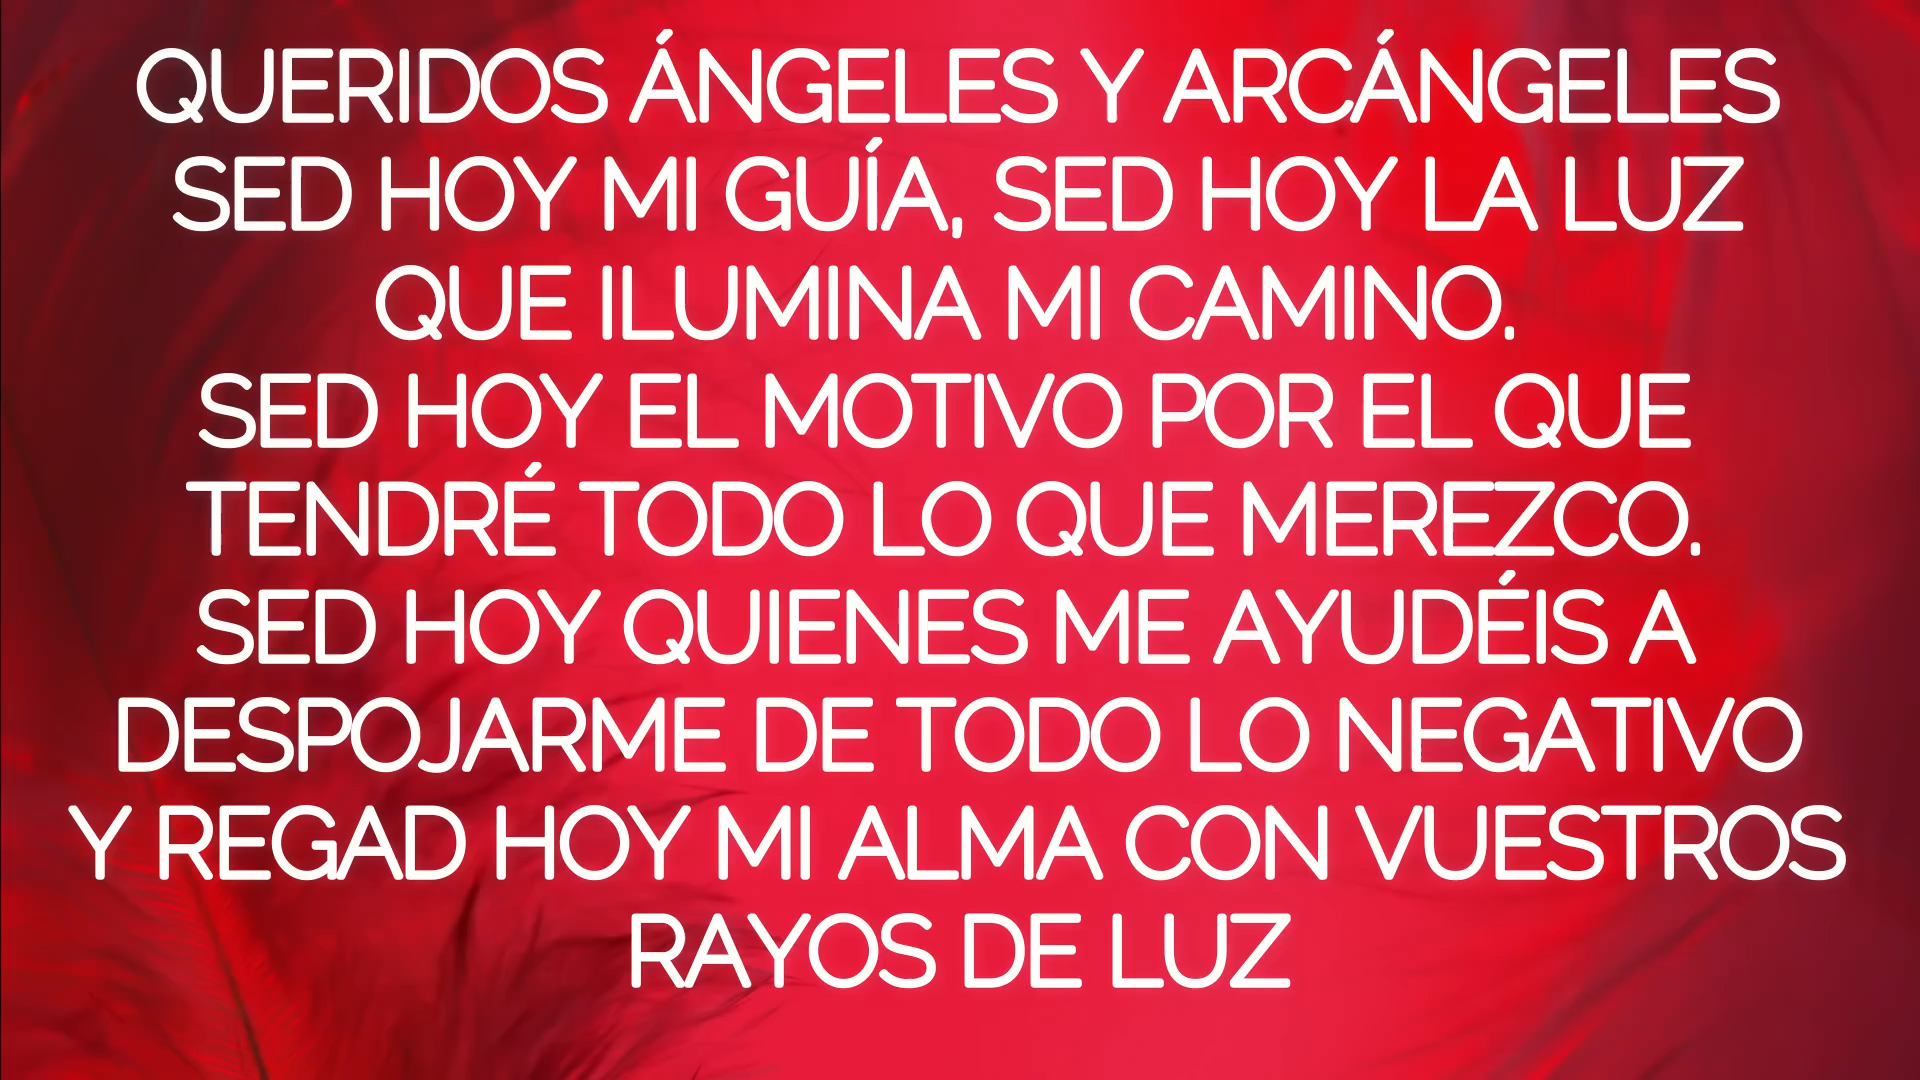 QUERIDOS ÁNGELES Y ARCÁNGELES
SED HOY MI GUÍA, SED HOY LA LUZ
QUE ILUMINA MI CAMINO.
SED HOY EL MOTIVO POR EL QUE
TENDRÉ TODO LO QUE MEREZCO.
SED HOY QUIENES ME AYUDÉIS A
DESPOJARME DE TODO LO NEGATIVO
Y REGAD HOY MI ALMA CON VUESTROS
RAYOS DE LUZ